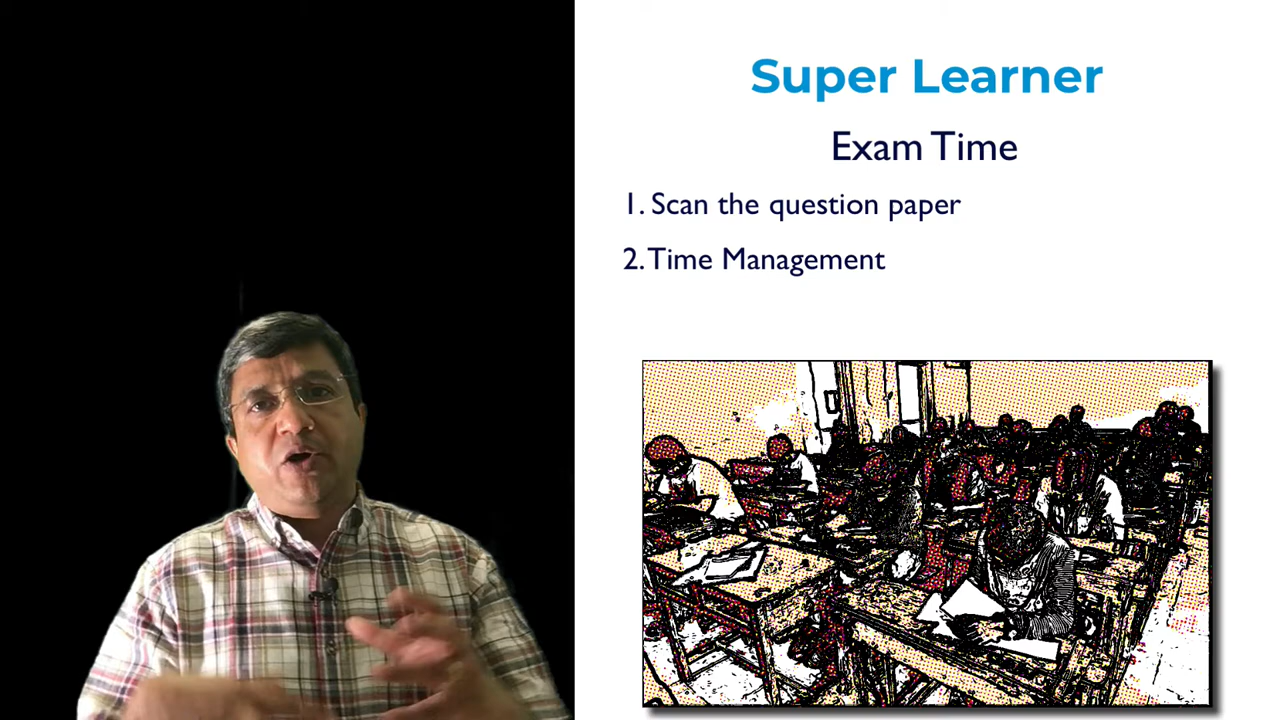 Super Learner
Exam Time
1. Scan the question paper
2. Time Management